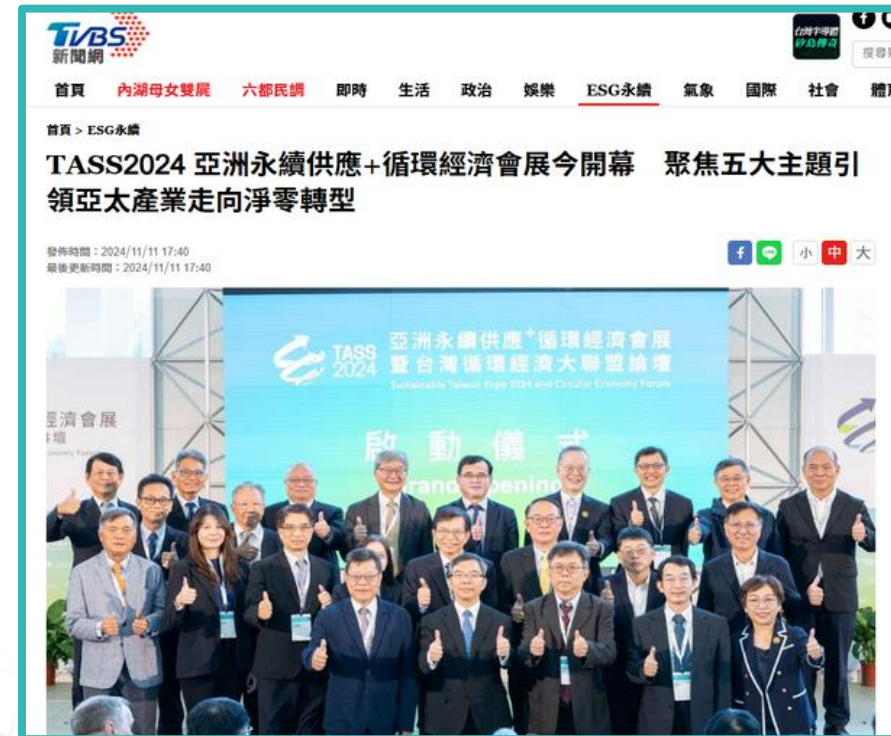 TVBS
新聞網
台灣半導體
矽島傳奇
首頁 內湖母女雙屍 六都民調 即時 生活 政治 娛樂 ESG永續 氣象 國際 社會
首頁 > ESG永續
TASS2024 亞洲永續供應+循環經濟會展今開幕 聚焦五大主題引
領亞太產業走向淨零轉型
發佈時間：2024/11/11 17:40
最後更新時間：2024/11/11 17:40
小 中 大
TASS 2024
亞洲永續供應+循環經濟會展
暨台灣循環經濟大聯盟論壇
Sustainable Taiwan Expo 2024 and Circular Economy Forum
啟動儀式
Grand Opening
經濟會展